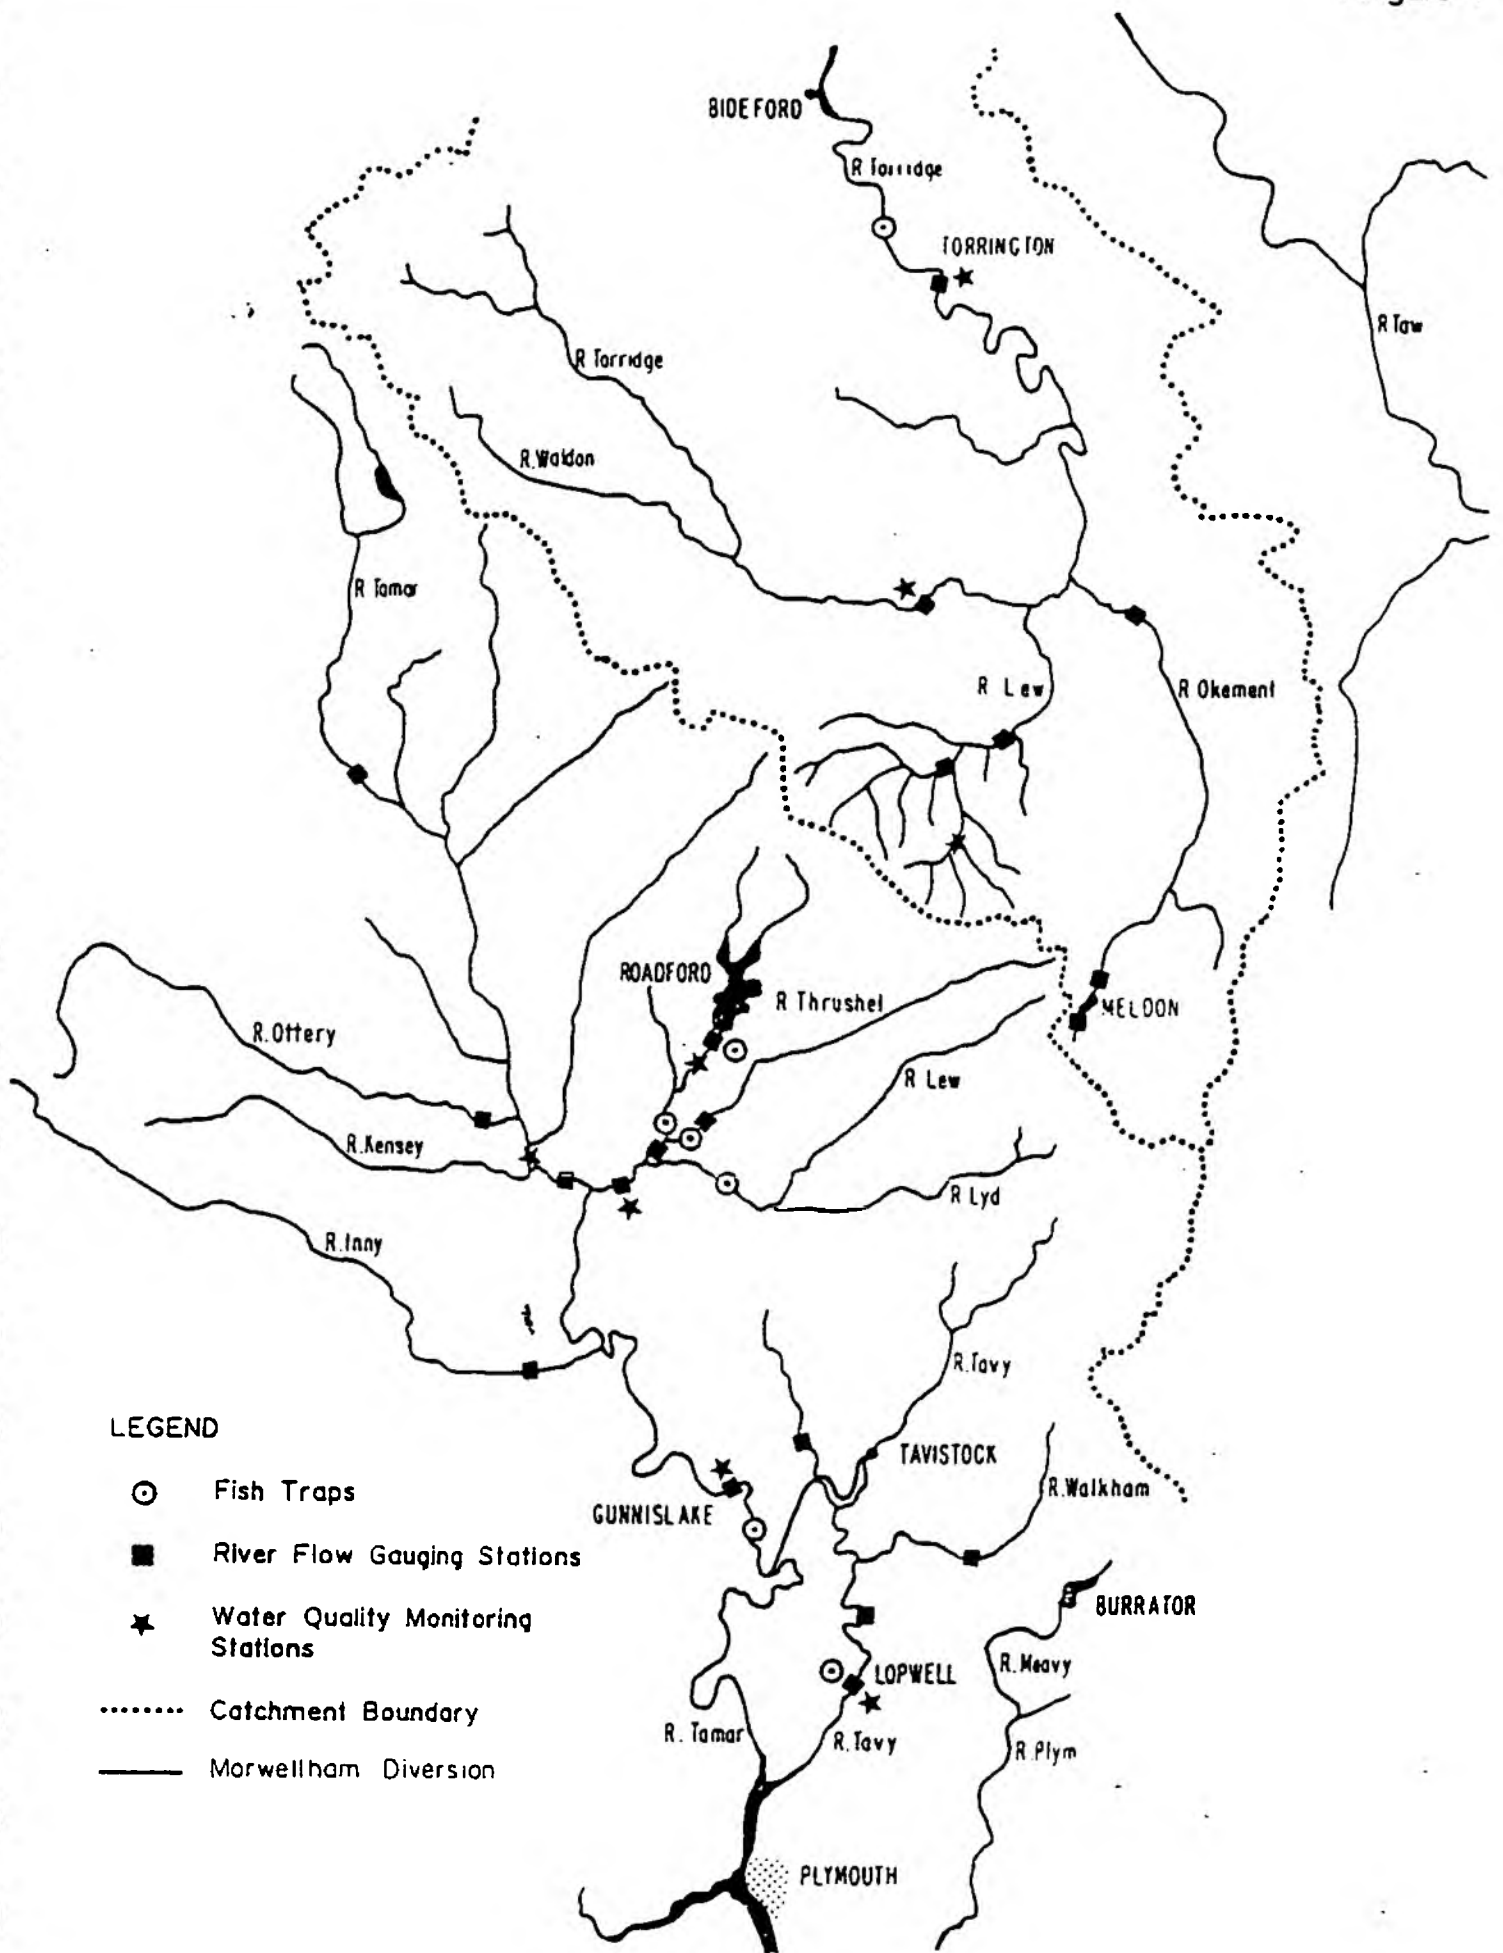 BIDEFORD
R Torridge
TORRINGTON
R Taw
R Torridge
R.Waldon
R Tamar
R Lew
R Okement
ROADFORD
R Thrushel
MELDON
R.Ottery
R Lew
R.Kensey
R Lyd
R.Inny
R.Tavy
TAVISTOCK
R.Walkham
GUNNISLAKE
BURRATOR
R.Meavy
LOPWELL
R. Tamar
R.Tavy
R.Plym
PLYMOUTH
LEGEND
Fish Traps
River Flow Gauging Stations
Water Quality Monitoring
Stations
Catchment Boundary
Morwellham Diversion